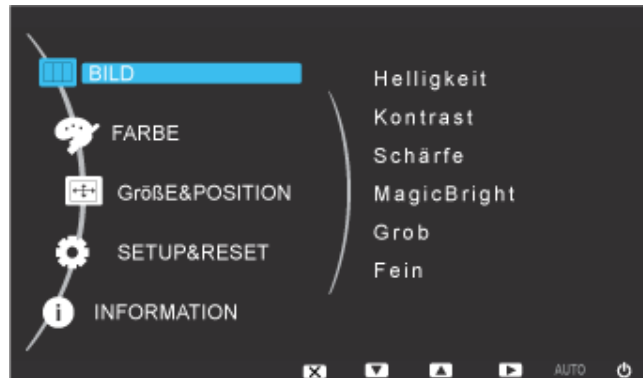 BILD
FARBE
GrößE&POSITION
SETUP&RESET
INFORMATION
Helligkeit
Kontrast
Schärfe
MagicBright
Grob
Fein
AUTO